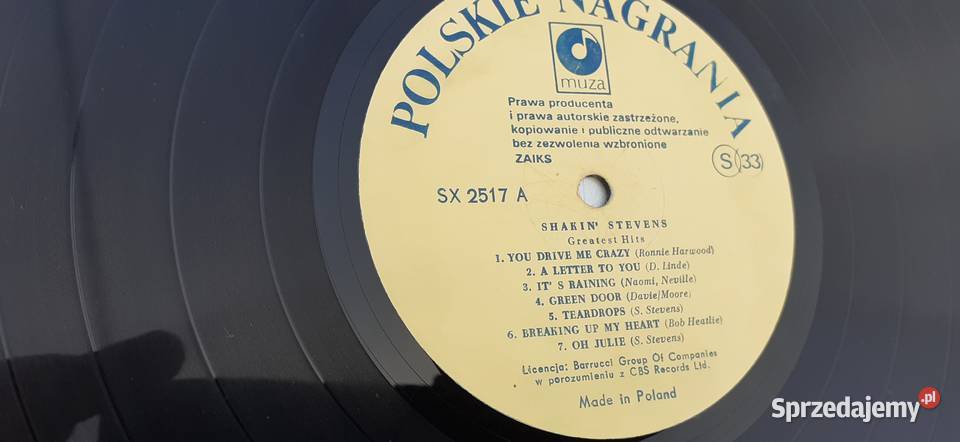 POLSKIE NAGRANIA
muza
Prawa producenta
i prawa autorskie zastrzeżone,
kopiowanie i publiczne odtwarzanie
bez zezwolenia wzbronione
ZAIKS
S 33
SX 2517 A
SHAKIN' STEVENS
Greatest Hits
1. YOU DRIVE ME CRAZY (Ronnie Harwood)
2. A LETTER TO YOU (D. Linde)
3. IT' S RAINING (Naomi, Neville)
4. GREEN DOOR (Davie/Moore)
5. TEARDROPS (S. Stevens)
6. BREAKING UP MY HEART (Bob Heatlie)
7. OH JULIE (S. Stevens)
Licencja: Barrucci Group Of Companies
w porozumieniu z CBS Records Ltd.
Made in Poland
Sprzedajemy.pl